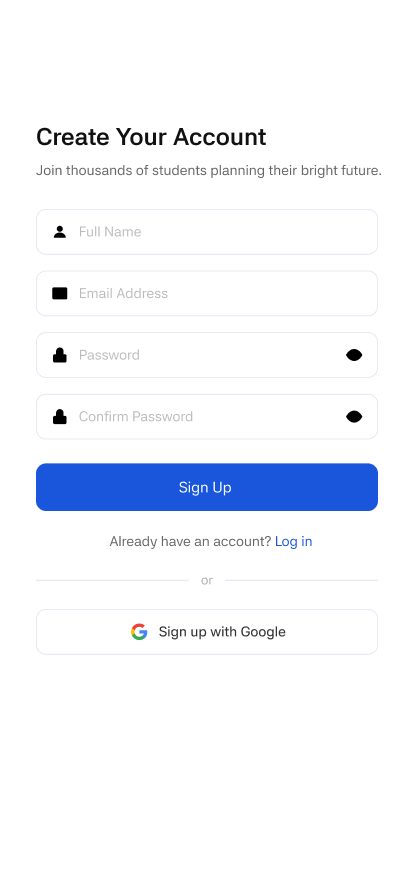 Create Your Account
Join thousands of students planning their bright future.
Full Name
Email Address
Password
Confirm Password
Sign Up
Already have an account? Log in
or
Sign up with Google